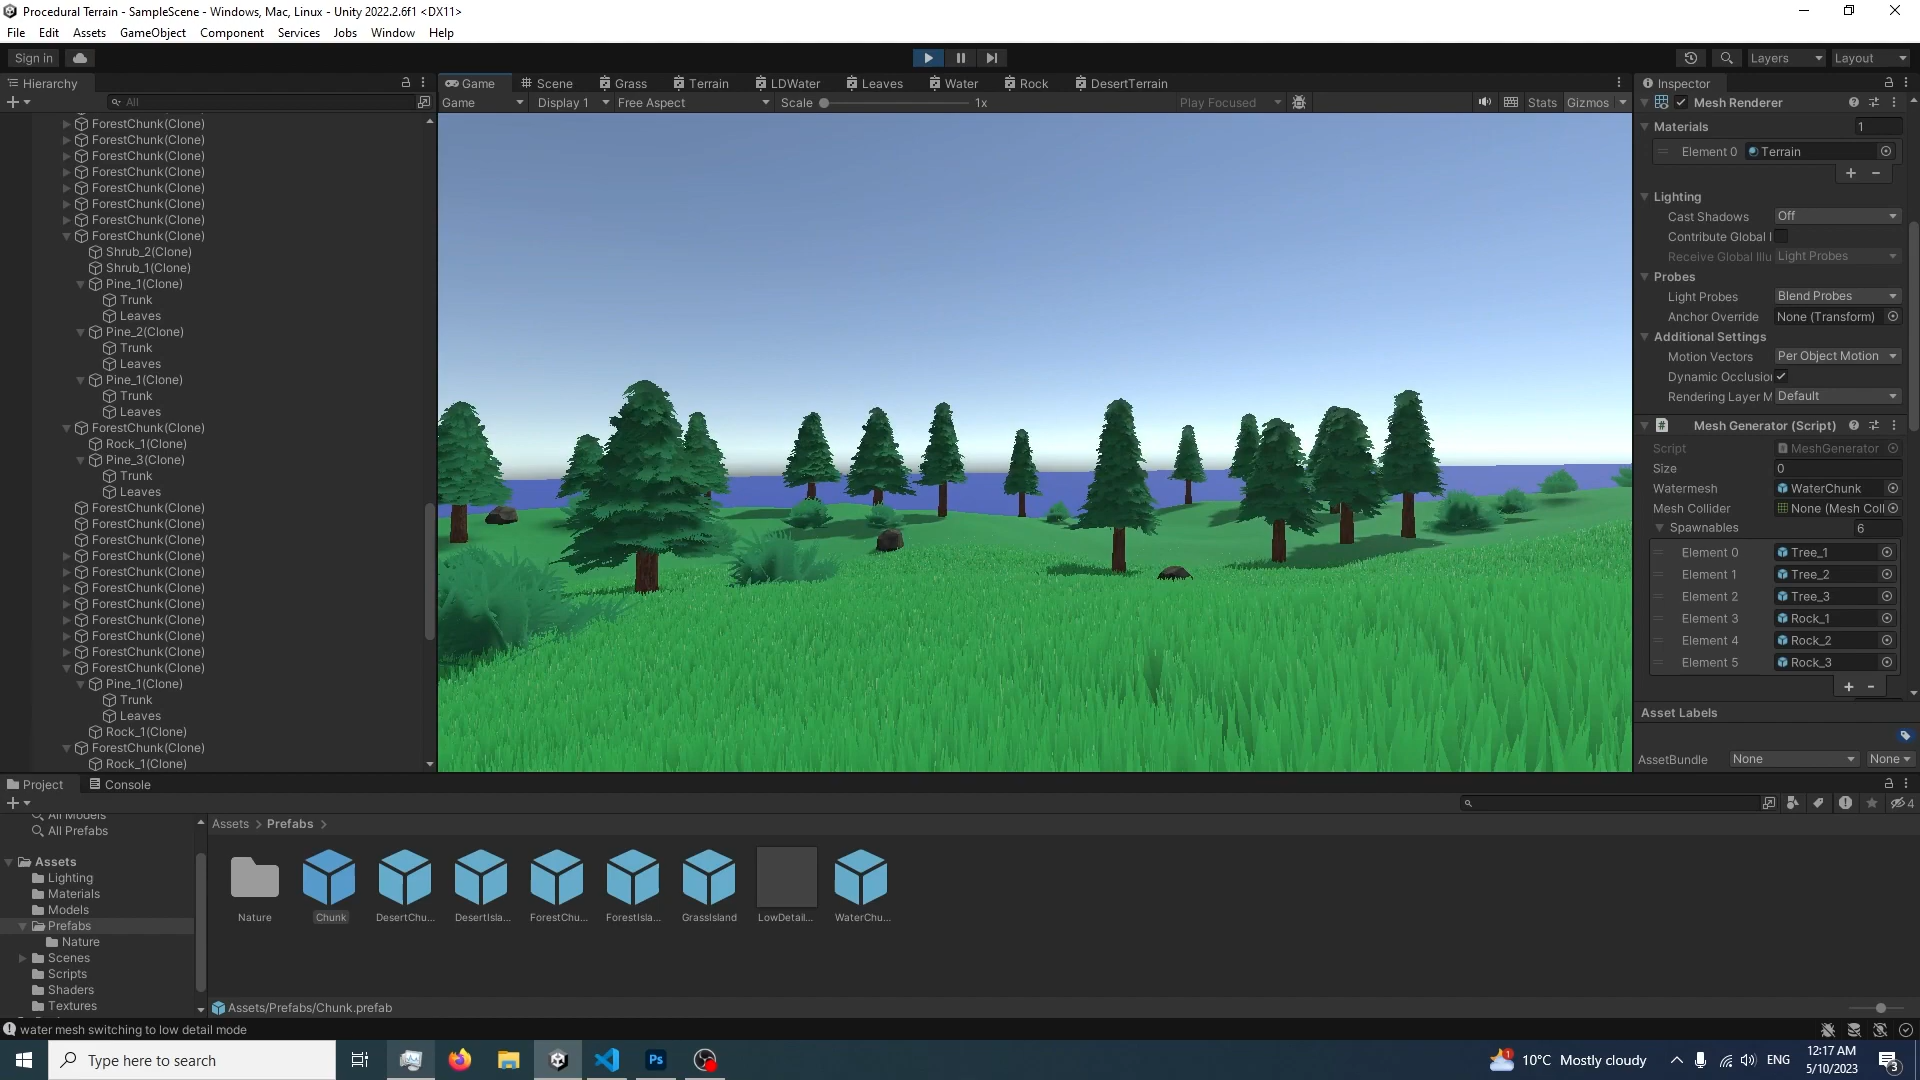 Procedural Terrain - SampleScene - Windows, Mac, Linux - Unity 2022.2.6f1 <DX11>
File Edit Assets GameObject Component Services Jobs Window Help
Sign in
Layers
Layout
Hierarchy
All
ForestChunk(Clone)
ForestChunk(Clone)
ForestChunk(Clone)
ForestChunk(Clone)
ForestChunk(Clone)
ForestChunk(Clone)
ForestChunk(Clone)
ForestChunk(Clone)
Shrub_2(Clone)
Shrub_1(Clone)
Pine_1(Clone)
Trunk
Leaves
Pine_2(Clone)
Trunk
Leaves
Pine_1(Clone)
Trunk
Leaves
ForestChunk(Clone)
Rock_1(Clone)
Pine_3(Clone)
Trunk
Leaves
ForestChunk(Clone)
ForestChunk(Clone)
ForestChunk(Clone)
ForestChunk(Clone)
ForestChunk(Clone)
ForestChunk(Clone)
ForestChunk(Clone)
ForestChunk(Clone)
ForestChunk(Clone)
ForestChunk(Clone)
ForestChunk(Clone)
Pine_1(Clone)
Trunk
Leaves
Rock_1(Clone)
ForestChunk(Clone)
Rock_1(Clone)
Game Scene Grass Terrain LDWater Leaves Water Rock DesertTerrain
Game Display 1 Free Aspect Scale 1x Play Focused Stats Gizmos
Inspector
Mesh Renderer
Materials 1
Element 0 Terrain
Lighting
Cast Shadows Off
Contribute Global I
Receive Global Illu Light Probes
Probes
Light Probes Blend Probes
Anchor Override None (Transform)
Additional Settings
Motion Vectors Per Object Motion
Dynamic Occlusion
Rendering Layer M Default
# Mesh Generator (Script)
Script MeshGenerator
Size 0
Watermesh WaterChunk
Mesh Collider None (Mesh Coll
Spawnables 6
Element 0 Tree_1
Element 1 Tree_2
Element 2 Tree_3
Element 3 Rock_1
Element 4 Rock_2
Element 5 Rock_3
Asset Labels
AssetBundle None None
Project Console
4
All Models
All Prefabs
Assets
Lighting
Materials
Models
Prefabs
Nature
Scenes
Scripts
Shaders
Textures
Assets > Prefabs >
Nature Chunk DesertChu... DesertIsla... ForestChu... ForestIsla... GrassIsland LowDetail... WaterChu...
Assets/Prefabs/Chunk.prefab
water mesh switching to low detail mode
Type here to search
Ps
1
10°C Mostly cloudy
ENG
12:17 AM
5/10/2023
3